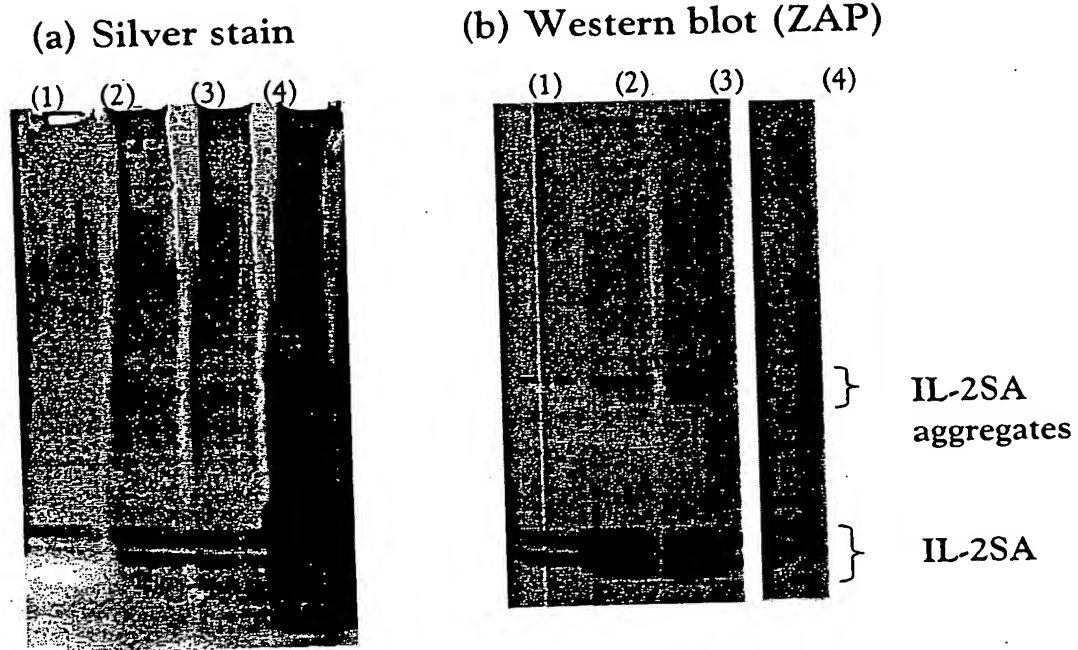 (a) Silver stain
(1) (2) (3) (4)
(b) Western blot (ZAP)
(1) (2) (3) (4)
IL-2SA
aggregates
IL-2SA